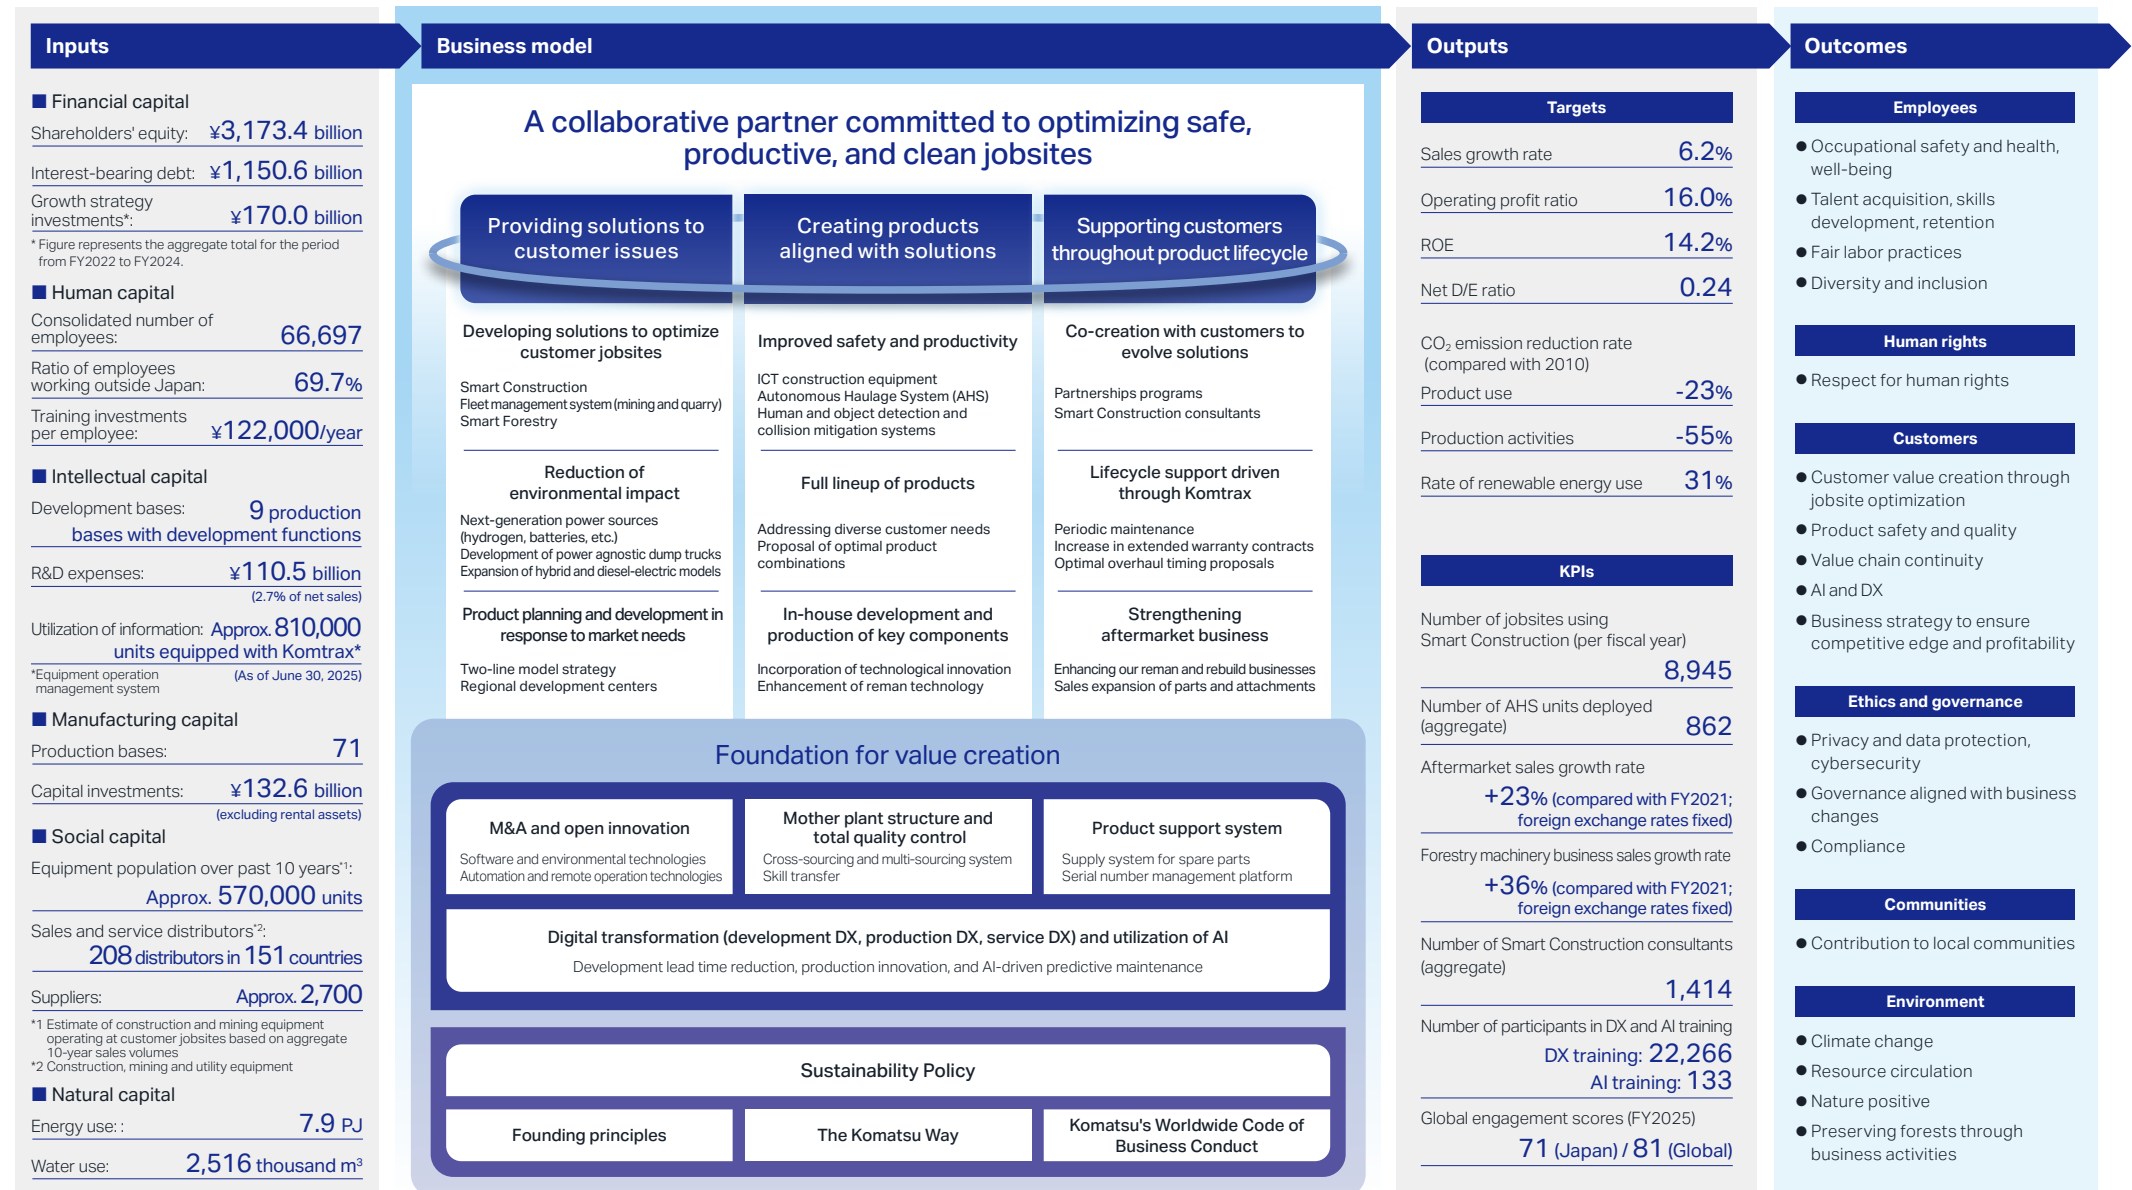 Inputs
Financial capital
Shareholders' equity: ¥3,173.4 billion
Interest-bearing debt: ¥1,150.6 billion
Growth strategy
investments*: ¥170.0 billion
* Figure represents the aggregate total for the period
from FY2022 to FY2024.
Human capital
Consolidated number of
employees: 66,697
Ratio of employees
working outside Japan: 69.7%
Training investments
per employee: ¥122,000/year
Intellectual capital
Development bases: 9 production
bases with development functions
R&D expenses: ¥110.5 billion
(2.7% of net sales)
Utilization of information: Approx. 810,000
units equipped with Komtrax*
*Equipment operation
management system
(As of June 30, 2025)
Manufacturing capital
Production bases: 71
Capital investments: ¥132.6 billion
(excluding rental assets)
Social capital
Equipment population over past 10 years*1:
Approx. 570,000 units
Sales and service distributors*2:
208 distributors in 151 countries
Suppliers: Approx. 2,700
*1 Estimate of construction and mining equipment
operating at customer jobsites based on aggregate
10-year sales volumes
*2 Construction, mining and utility equipment
Natural capital
Energy use: : 7.9 PJ
Water use: 2,516 thousand m³
Business model
A collaborative partner committed to optimizing safe,
productive, and clean jobsites
Providing solutions to
customer issues
Developing solutions to optimize
customer jobsites
Smart Construction
Fleet management system (mining and quarry)
Smart Forestry
Reduction of
environmental impact
Next-generation power sources
(hydrogen, batteries, etc.)
Development of power agnostic dump trucks
Expansion of hybrid and diesel-electric models
Product planning and development in
response to market needs
Two-line model strategy
Regional development centers
Creating products
aligned with solutions
Improved safety and productivity
ICT construction equipment
Autonomous Haulage System (AHS)
Human and object detection and
collision mitigation systems
Full lineup of products
Addressing diverse customer needs
Proposal of optimal product
combinations
In-house development and
production of key components
Incorporation of technological innovation
Enhancement of reman technology
Supporting customers
throughout product lifecycle
Co-creation with customers to
evolve solutions
Partnerships programs
Smart Construction consultants
Lifecycle support driven
through Komtrax
Periodic maintenance
Increase in extended warranty contracts
Optimal overhaul timing proposals
Strengthening
aftermarket business
Enhancing our reman and rebuild businesses
Sales expansion of parts and attachments
Foundation for value creation
M&A and open innovation
Software and environmental technologies
Automation and remote operation technologies
Mother plant structure and
total quality control
Cross-sourcing and multi-sourcing system
Skill transfer
Product support system
Supply system for spare parts
Serial number management platform
Digital transformation (development DX, production DX, service DX) and utilization of AI
Development lead time reduction, production innovation, and AI-driven predictive maintenance
Sustainability Policy
Founding principles
The Komatsu Way
Komatsu's Worldwide Code of
Business Conduct
Outputs
Targets
Sales growth rate 6.2%
Operating profit ratio 16.0%
ROE 14.2%
Net D/E ratio 0.24
CO₂ emission reduction rate
(compared with 2010)
Product use -23%
Production activities -55%
Rate of renewable energy use 31%
KPIs
Number of jobsites using
Smart Construction (per fiscal year)
8,945
Number of AHS units deployed
(aggregate) 862
Aftermarket sales growth rate
+23% (compared with FY2021;
foreign exchange rates fixed)
Forestry machinery business sales growth rate
+36% (compared with FY2021;
foreign exchange rates fixed)
Number of Smart Construction consultants
(aggregate)
1,414
Number of participants in DX and AI training
DX training: 22,266
AI training: 133
Global engagement scores (FY2025)
71 (Japan) / 81 (Global)
Outcomes
Employees
● Occupational safety and health,
well-being
● Talent acquisition, skills
development, retention
● Fair labor practices
● Diversity and inclusion
Human rights
● Respect for human rights
Customers
● Customer value creation through
jobsite optimization
● Product safety and quality
● Value chain continuity
● AI and DX
● Business strategy to ensure
competitive edge and profitability
Ethics and governance
● Privacy and data protection,
cybersecurity
● Governance aligned with business
changes
● Compliance
Communities
● Contribution to local communities
Environment
● Climate change
● Resource circulation
● Nature positive
● Preserving forests through
business activities